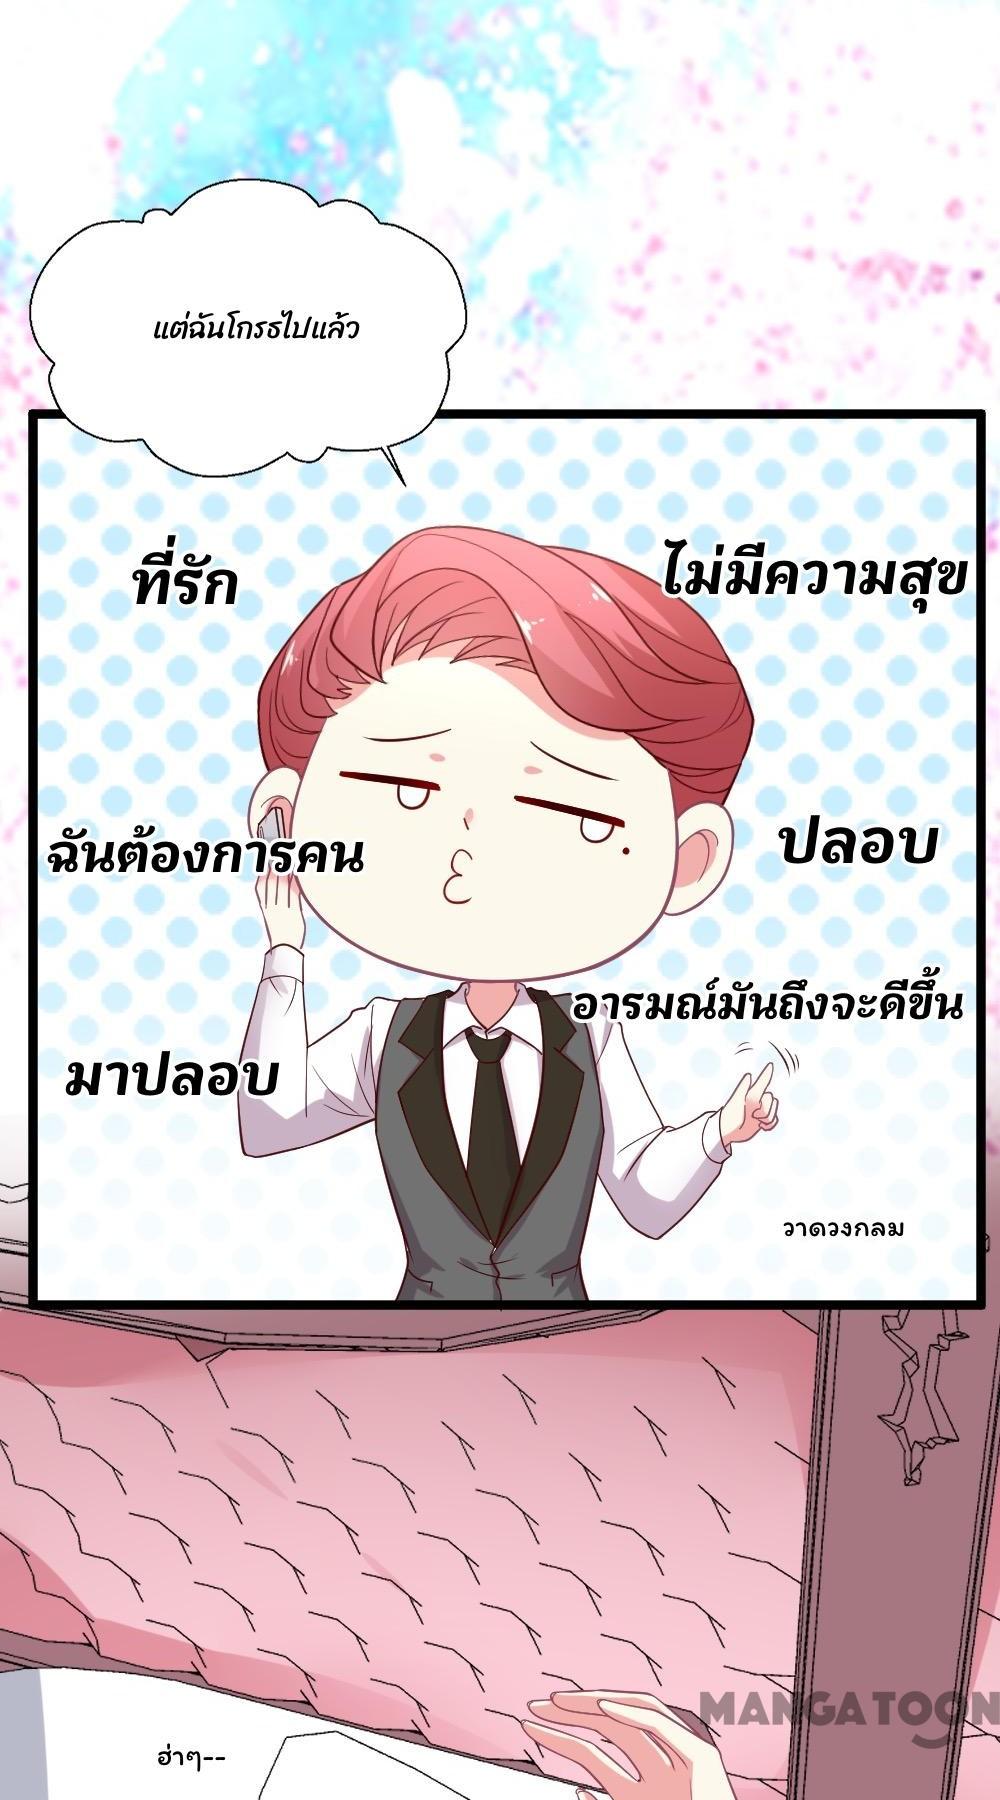 แต่ฉันโกรธไปแล้ว
ที่รัก
ไม่มีความสุข
ฉันต้องการคน
ปลอบ
อารมณ์มันถึงจะดีขึ้น
มาปลอบ
วาดวงกลม
MANGATOON
ฮ่าๆ--